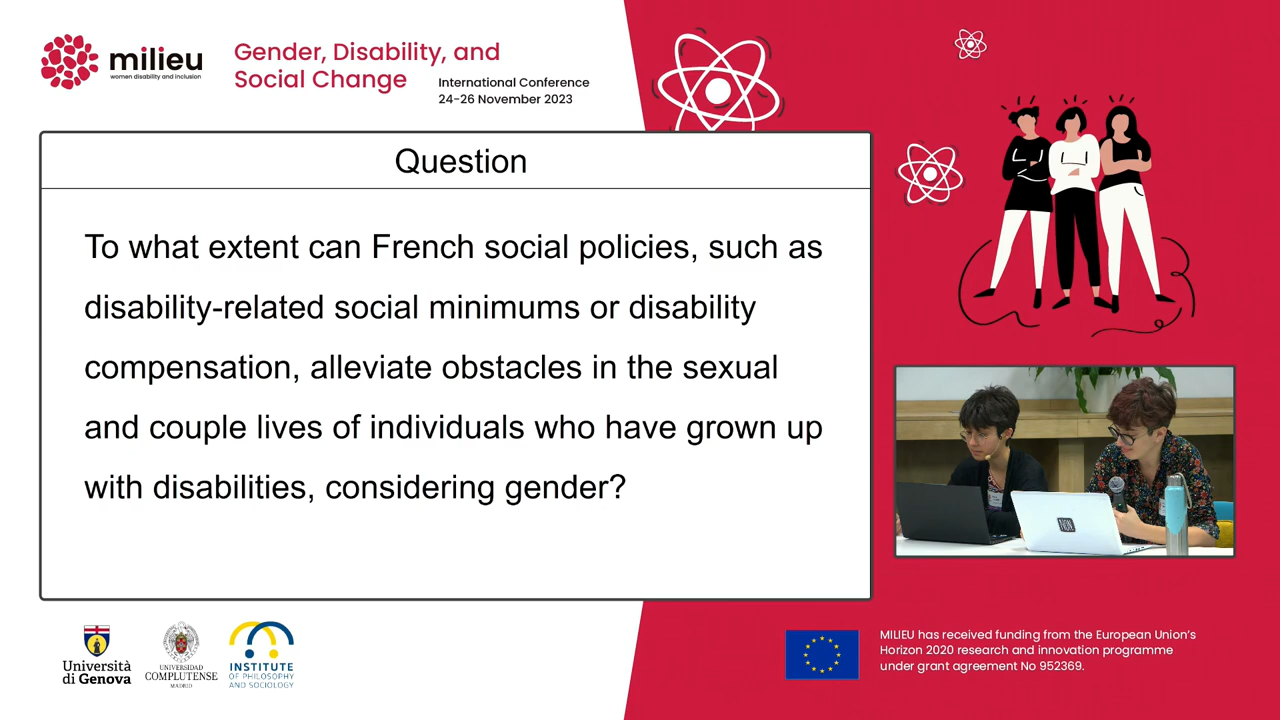 milieu
women disability and inclusion
Gender, Disability, and
Social Change
International Conference
24-26 November 2023
Question
To what extent can French social policies, such as
disability-related social minimums or disability
compensation, alleviate obstacles in the sexual
and couple lives of individuals who have grown up
with disabilities, considering gender?
NOW
Università
di Genova
UNIVERSIDAD
COMPLUTENSE
MADRID
INSTITUTE
OF PHILOSOPHY
AND SOCIOLOGY
MILIEU has received funding from the European Union's
Horizon 2020 research and innovation programme
under grant agreement No 952369.